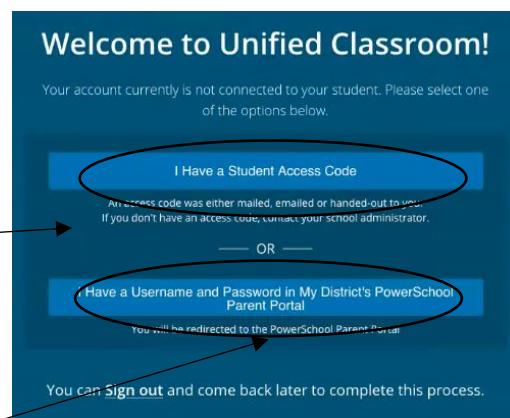 Welcome to Unified Classroom!
Your account currently is not connected to your student. Please select one
of the options below.
I Have a Student Access Code
An access code was either mailed, emailed or handed-out to you.
If you don't have an access code, contact your school administrator.
OR
I Have a Username and Password in My District's PowerSchool
Parent Portal
You will be redirected to the PowerSchool Parent Portal
You can Sign out and come back later to complete this process.